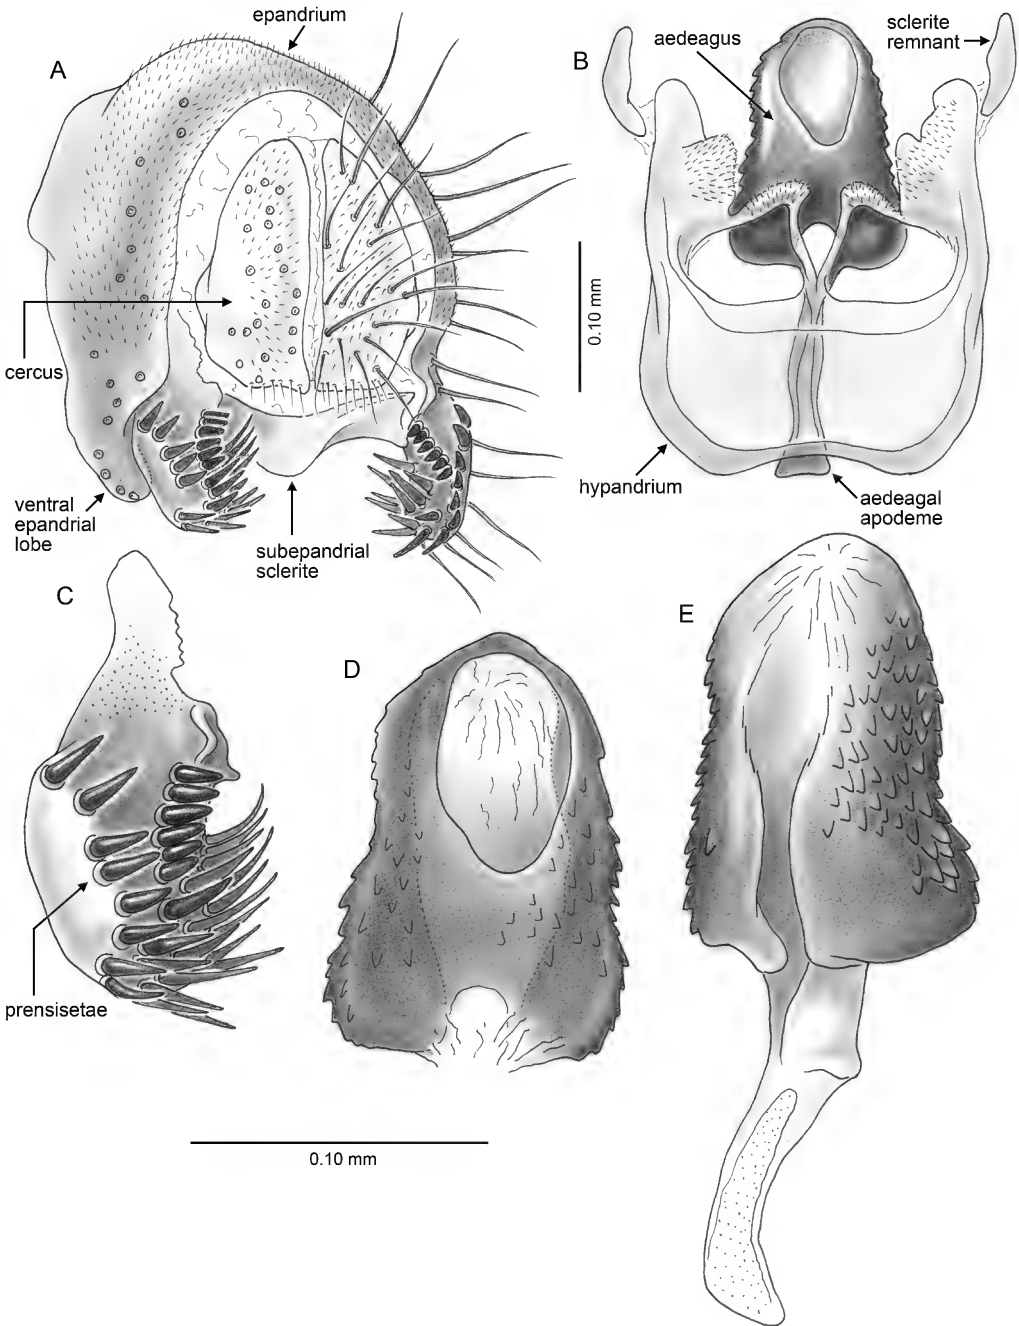 A
epandrium
cercus
ventral
epandrial
lobe
subepandrial
sclerite
B
aedeagus
sclerite
remnant
0.10 mm
hypandrium
aedeagal
apodeme
C
prensisetae
D
E
0.10 mm